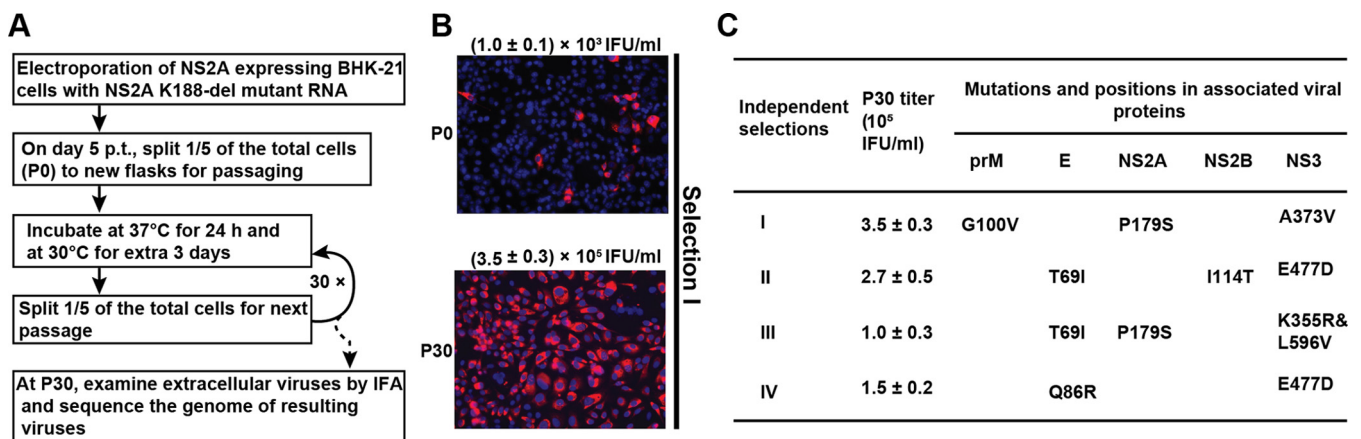 A
Electroporation of NS2A expressing BHK-21
cells with NS2A K188-del mutant RNA
On day 5 p.t., split 1/5 of the total cells
(P0) to new flasks for passaging
Incubate at 37°C for 24 h and
at 30°C for extra 3 days
30 ×
Split 1/5 of the total cells for next
passage
At P30, examine extracellular viruses by IFA
and sequence the genome of resulting
viruses
B
(1.0 ± 0.1) × 10³ IFU/ml
P0
(3.5 ± 0.3) × 10⁵ IFU/ml
P30
Selection I
C
Independent
selections
P30 titer
(10⁵
IFU/ml)
Mutations and positions in associated viral
proteins
prM E NS2A NS2B NS3
I 3.5 ± 0.3 G100V P179S A373V
II 2.7 ± 0.5 T69I I114T E477D
III 1.0 ± 0.3 T69I P179S K355R&
L596V
IV 1.5 ± 0.2 Q86R E477D